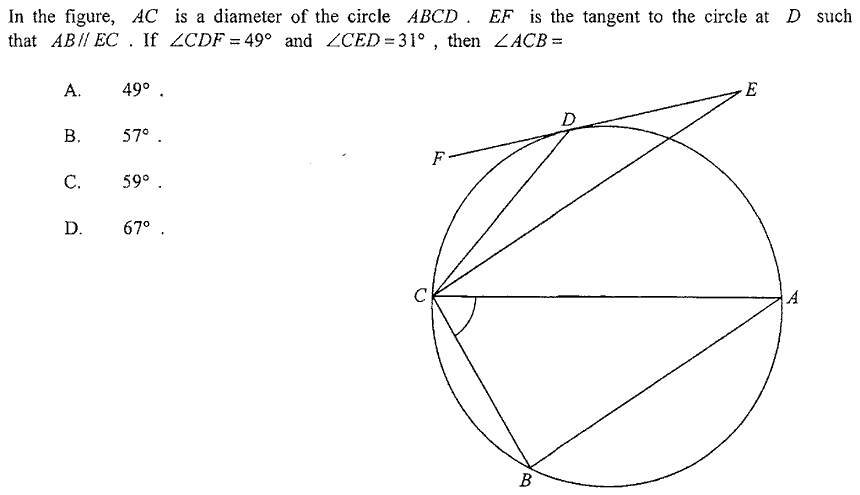 In the figure, AC is a diameter of the circle ABCD . EF is the tangent to the circle at D such
that AB // EC . If ∠CDF = 49° and ∠CED = 31° , then ∠ACB =
A. 49° .
B. 57° .
C. 59° .
D. 67° .
E
D
F
C
A
B